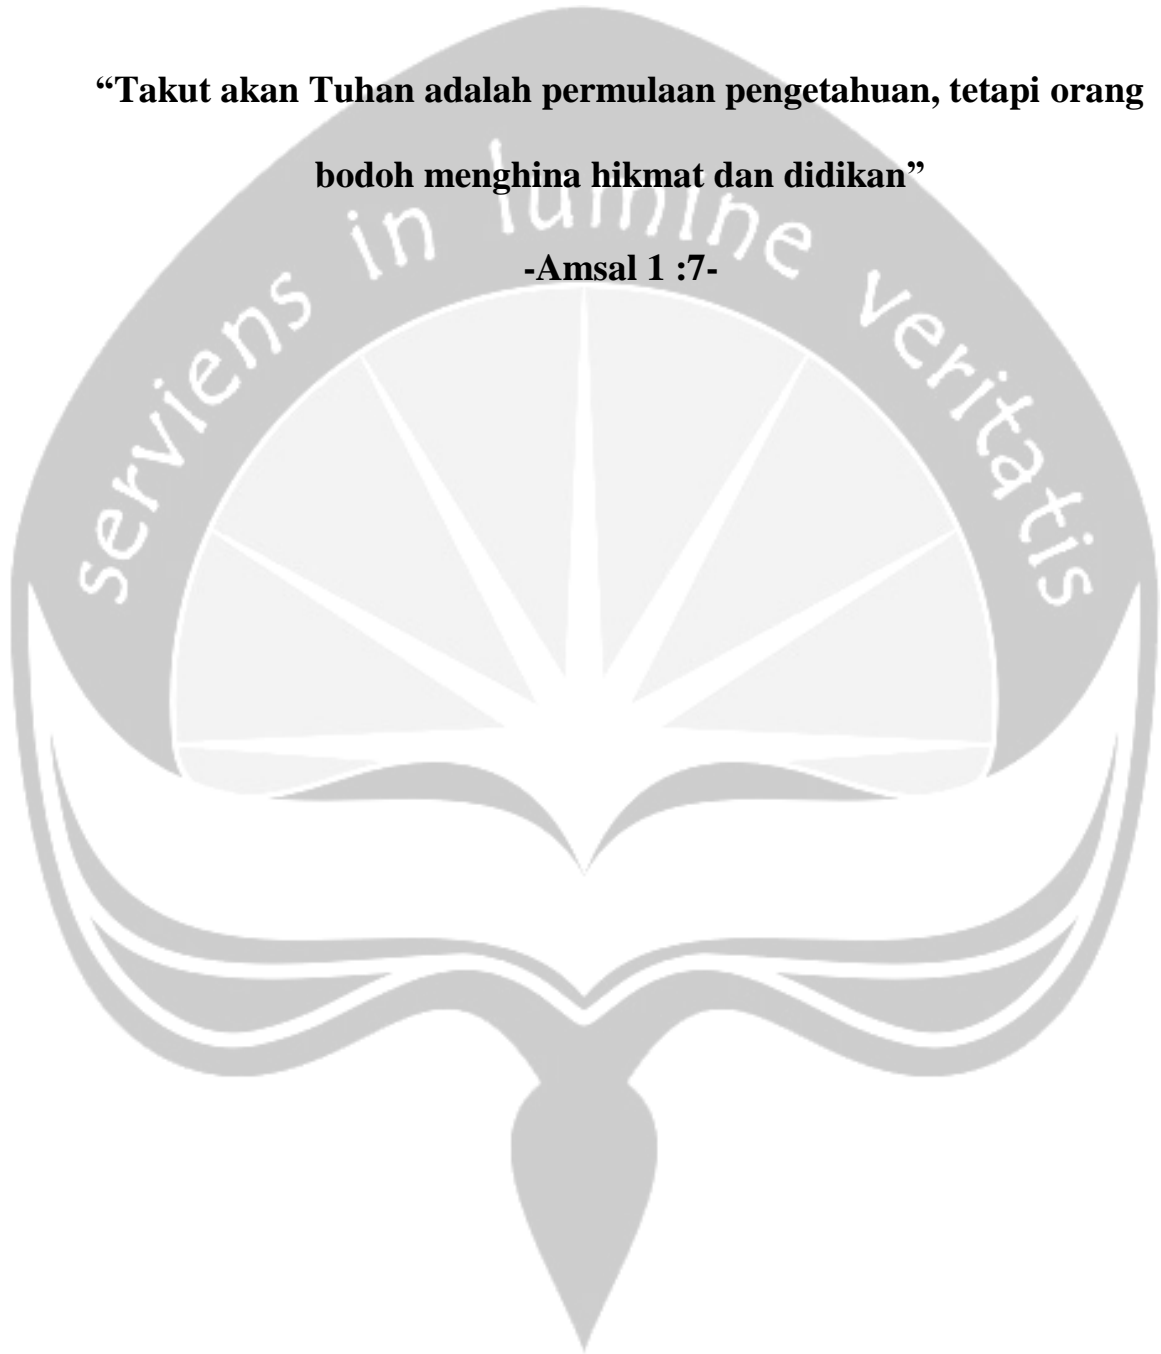 “Takut akan Tuhan adalah permulaan pengetahuan, tetapi orang
bodoh menghina hikmat dan didikan”
-Amsal 1 :7-
serviens in lumine veritatis